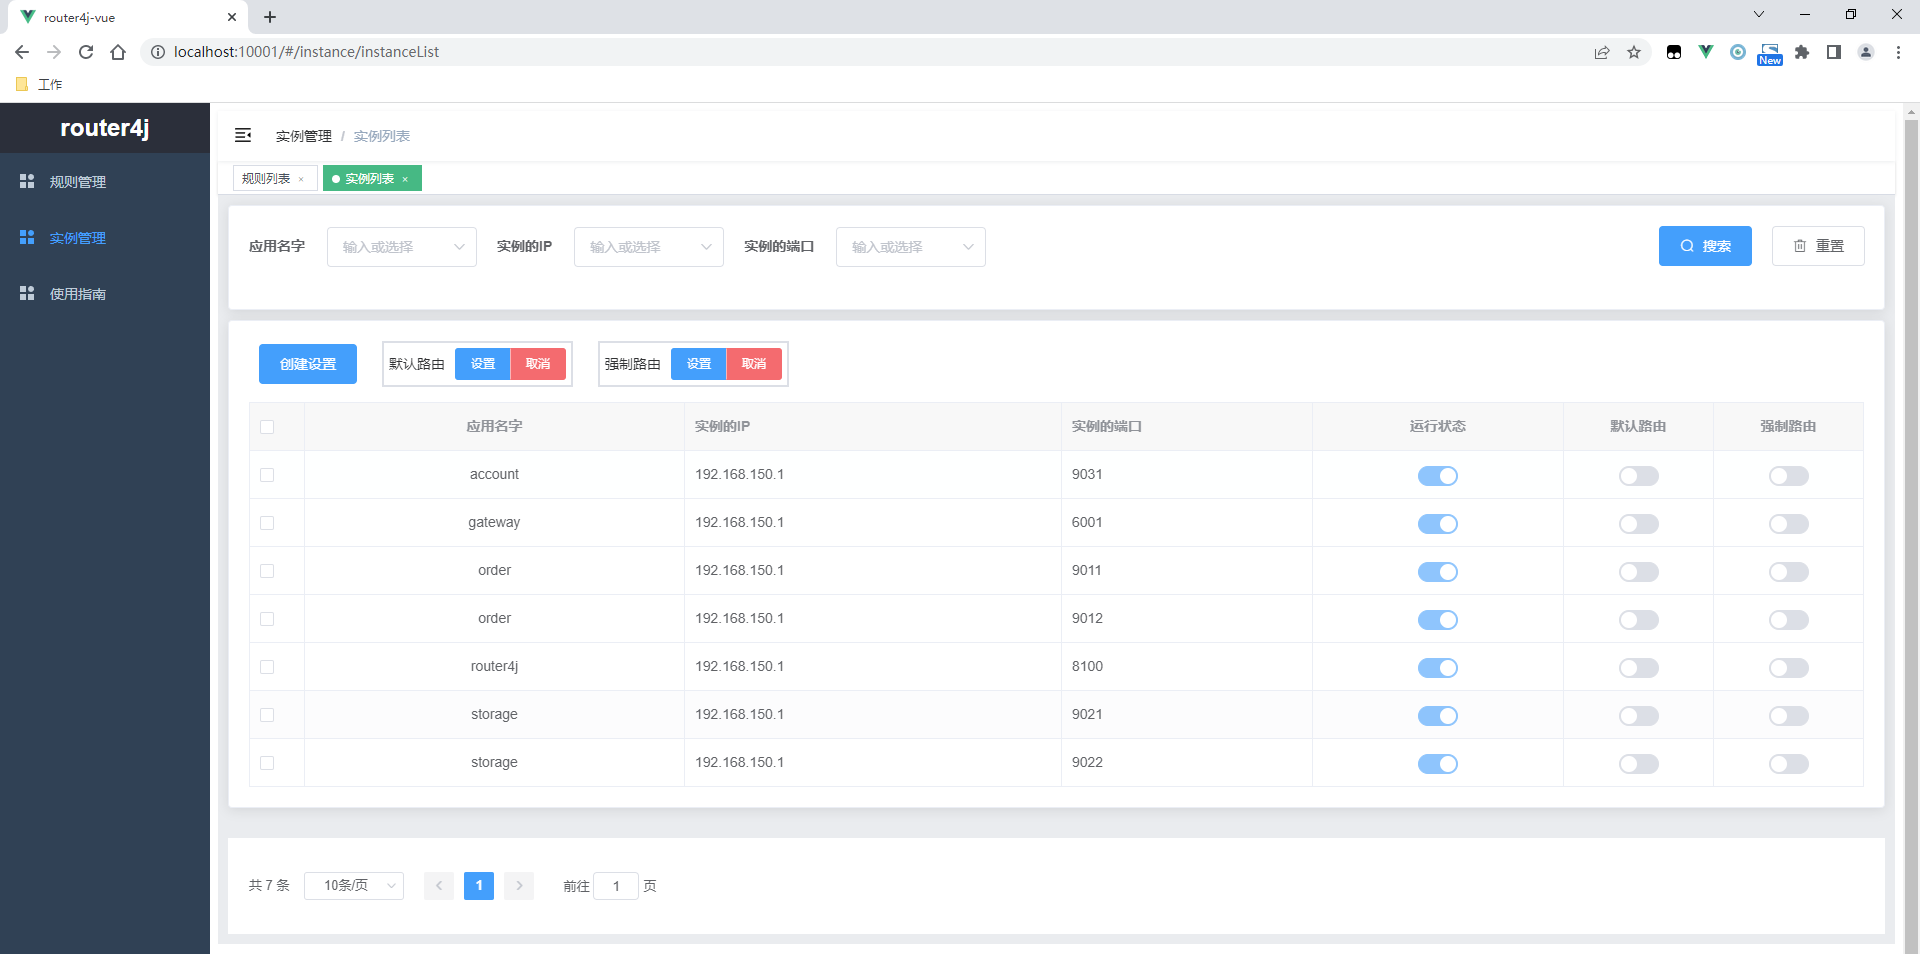 router4j-vue
localhost:10001/#/instance/instanceList
New
工作
router4j
规则管理
实例管理
使用指南
实例管理 / 实例列表
规则列表 × 实例列表 ×
应用名字 输入或选择 实例的IP 输入或选择 实例的端口 输入或选择 搜索 重置
创建设置 默认路由 设置 取消 强制路由 设置 取消
应用名字 实例的IP 实例的端口 运行状态 默认路由 强制路由
account 192.168.150.1 9031
gateway 192.168.150.1 6001
order 192.168.150.1 9011
order 192.168.150.1 9012
router4j 192.168.150.1 8100
storage 192.168.150.1 9021
storage 192.168.150.1 9022
共 7 条 10条/页 1 前往 1 页